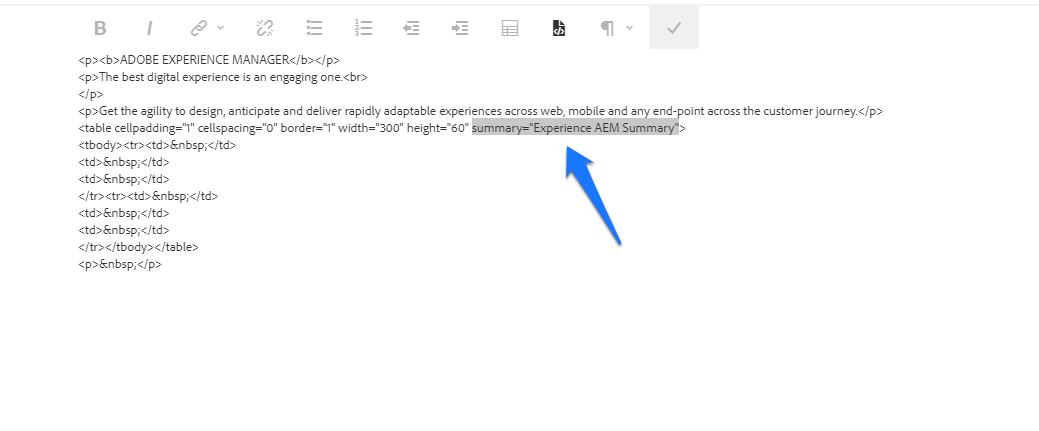 B I
<p><b>ADOBE EXPERIENCE MANAGER</b></p>
<p>The best digital experience is an engaging one.<br>
</p>
<p>Get the agility to design, anticipate and deliver rapidly adaptable experiences across web, mobile and any end-point across the customer journey.</p>
<table cellpadding="1" cellspacing="0" border="1" width="300" height="60" summary="Experience AEM Summary">
<tbody><tr><td>&nbsp;</td>
<td>&nbsp;</td>
<td>&nbsp;</td>
</tr><tr><td>&nbsp;</td>
<td>&nbsp;</td>
<td>&nbsp;</td>
</tr></tbody></table>
<p>&nbsp;</p>